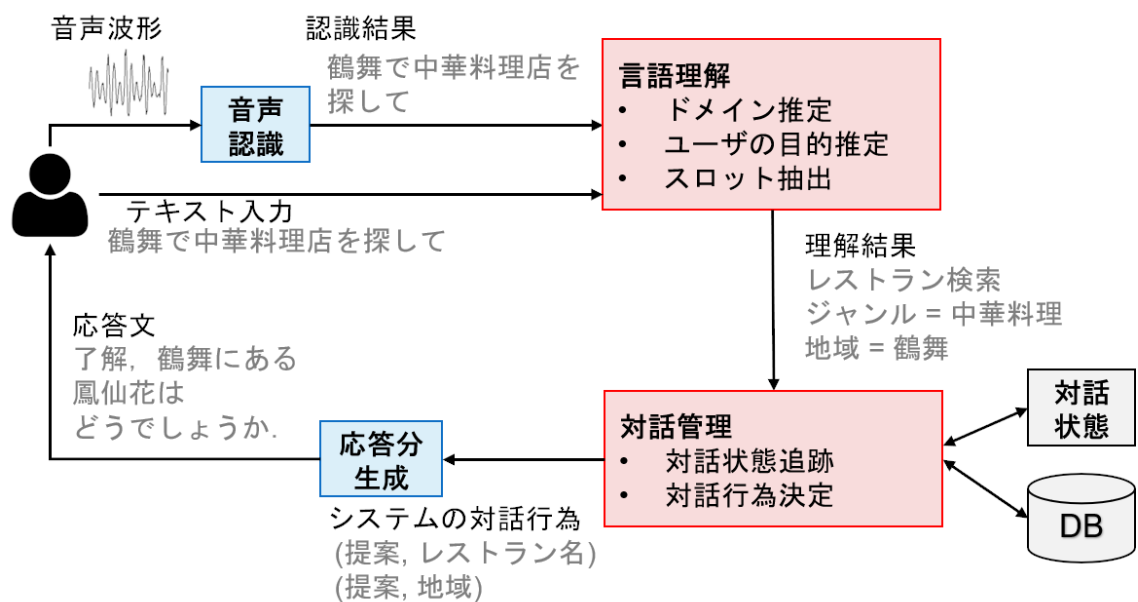 音声波形
認識結果
鶴舞で中華料理店を
探して
音声
認識
言語理解
• ドメイン推定
• ユーザの目的推定
• スロット抽出
テキスト入力
鶴舞で中華料理店を探して
理解結果
レストラン検索
ジャンル = 中華料理
地域 = 鶴舞
応答文
了解，鶴舞にある
鳳仙花は
どうでしょうか.
対話
状態
対話管理
• 対話状態追跡
• 対話行為決定
応答分
生成
DB
システムの対話行為
(提案, レストラン名)
(提案, 地域)